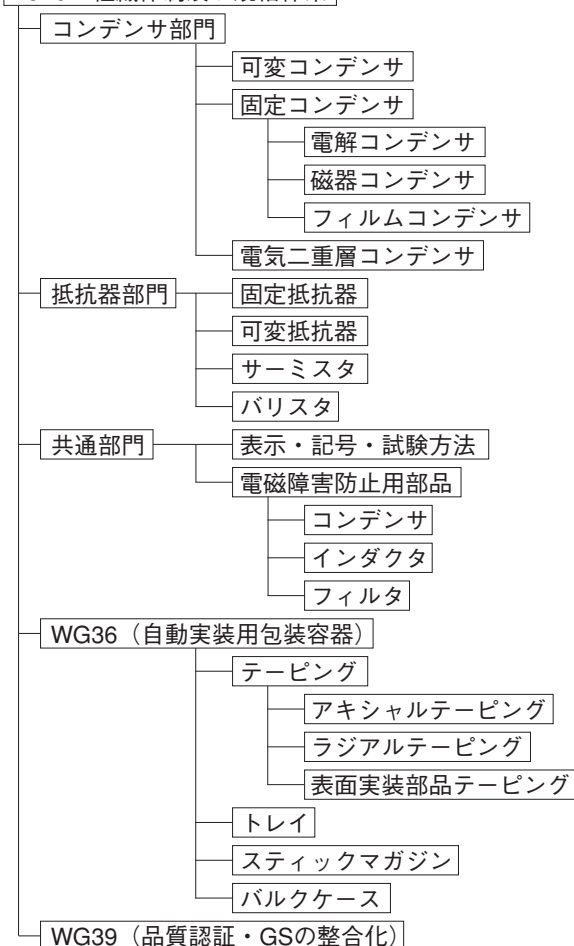 コンデンサ部門
可変コンデンサ
固定コンデンサ
電解コンデンサ
磁器コンデンサ
フィルムコンデンサ
電気二重層コンデンサ
抵抗器部門
固定抵抗器
可変抵抗器
サーミスタ
バリスタ
共通部門
表示・記号・試験方法
電磁障害防止用部品
コンデンサ
インダクタ
フィルタ
WG36（自動実装用包装容器）
テーピング
アキシャルテーピング
ラジアルテーピング
表面実装部品テーピング
トレイ
スティックマガジン
バルクケース
WG39（品質認証・GSの整合化）